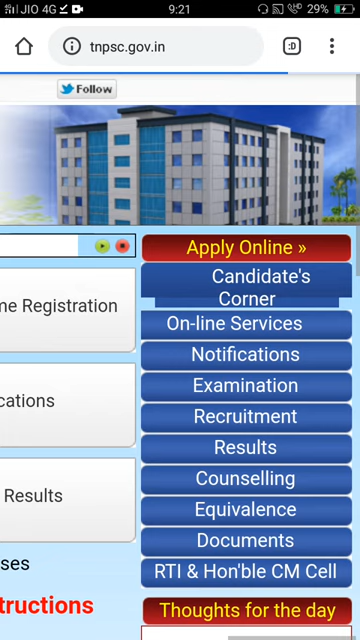 JIO 4G
9:21
29%
tnpsc.gov.in
:D
Follow
Apply Online »
Candidate's
Corner
me Registration
On-line Services
Notifications
Examination
cations
Recruitment
Results
Counselling
Results
Equivalence
Documents
ses
RTI & Hon'ble CM Cell
tructions
Thoughts for the day